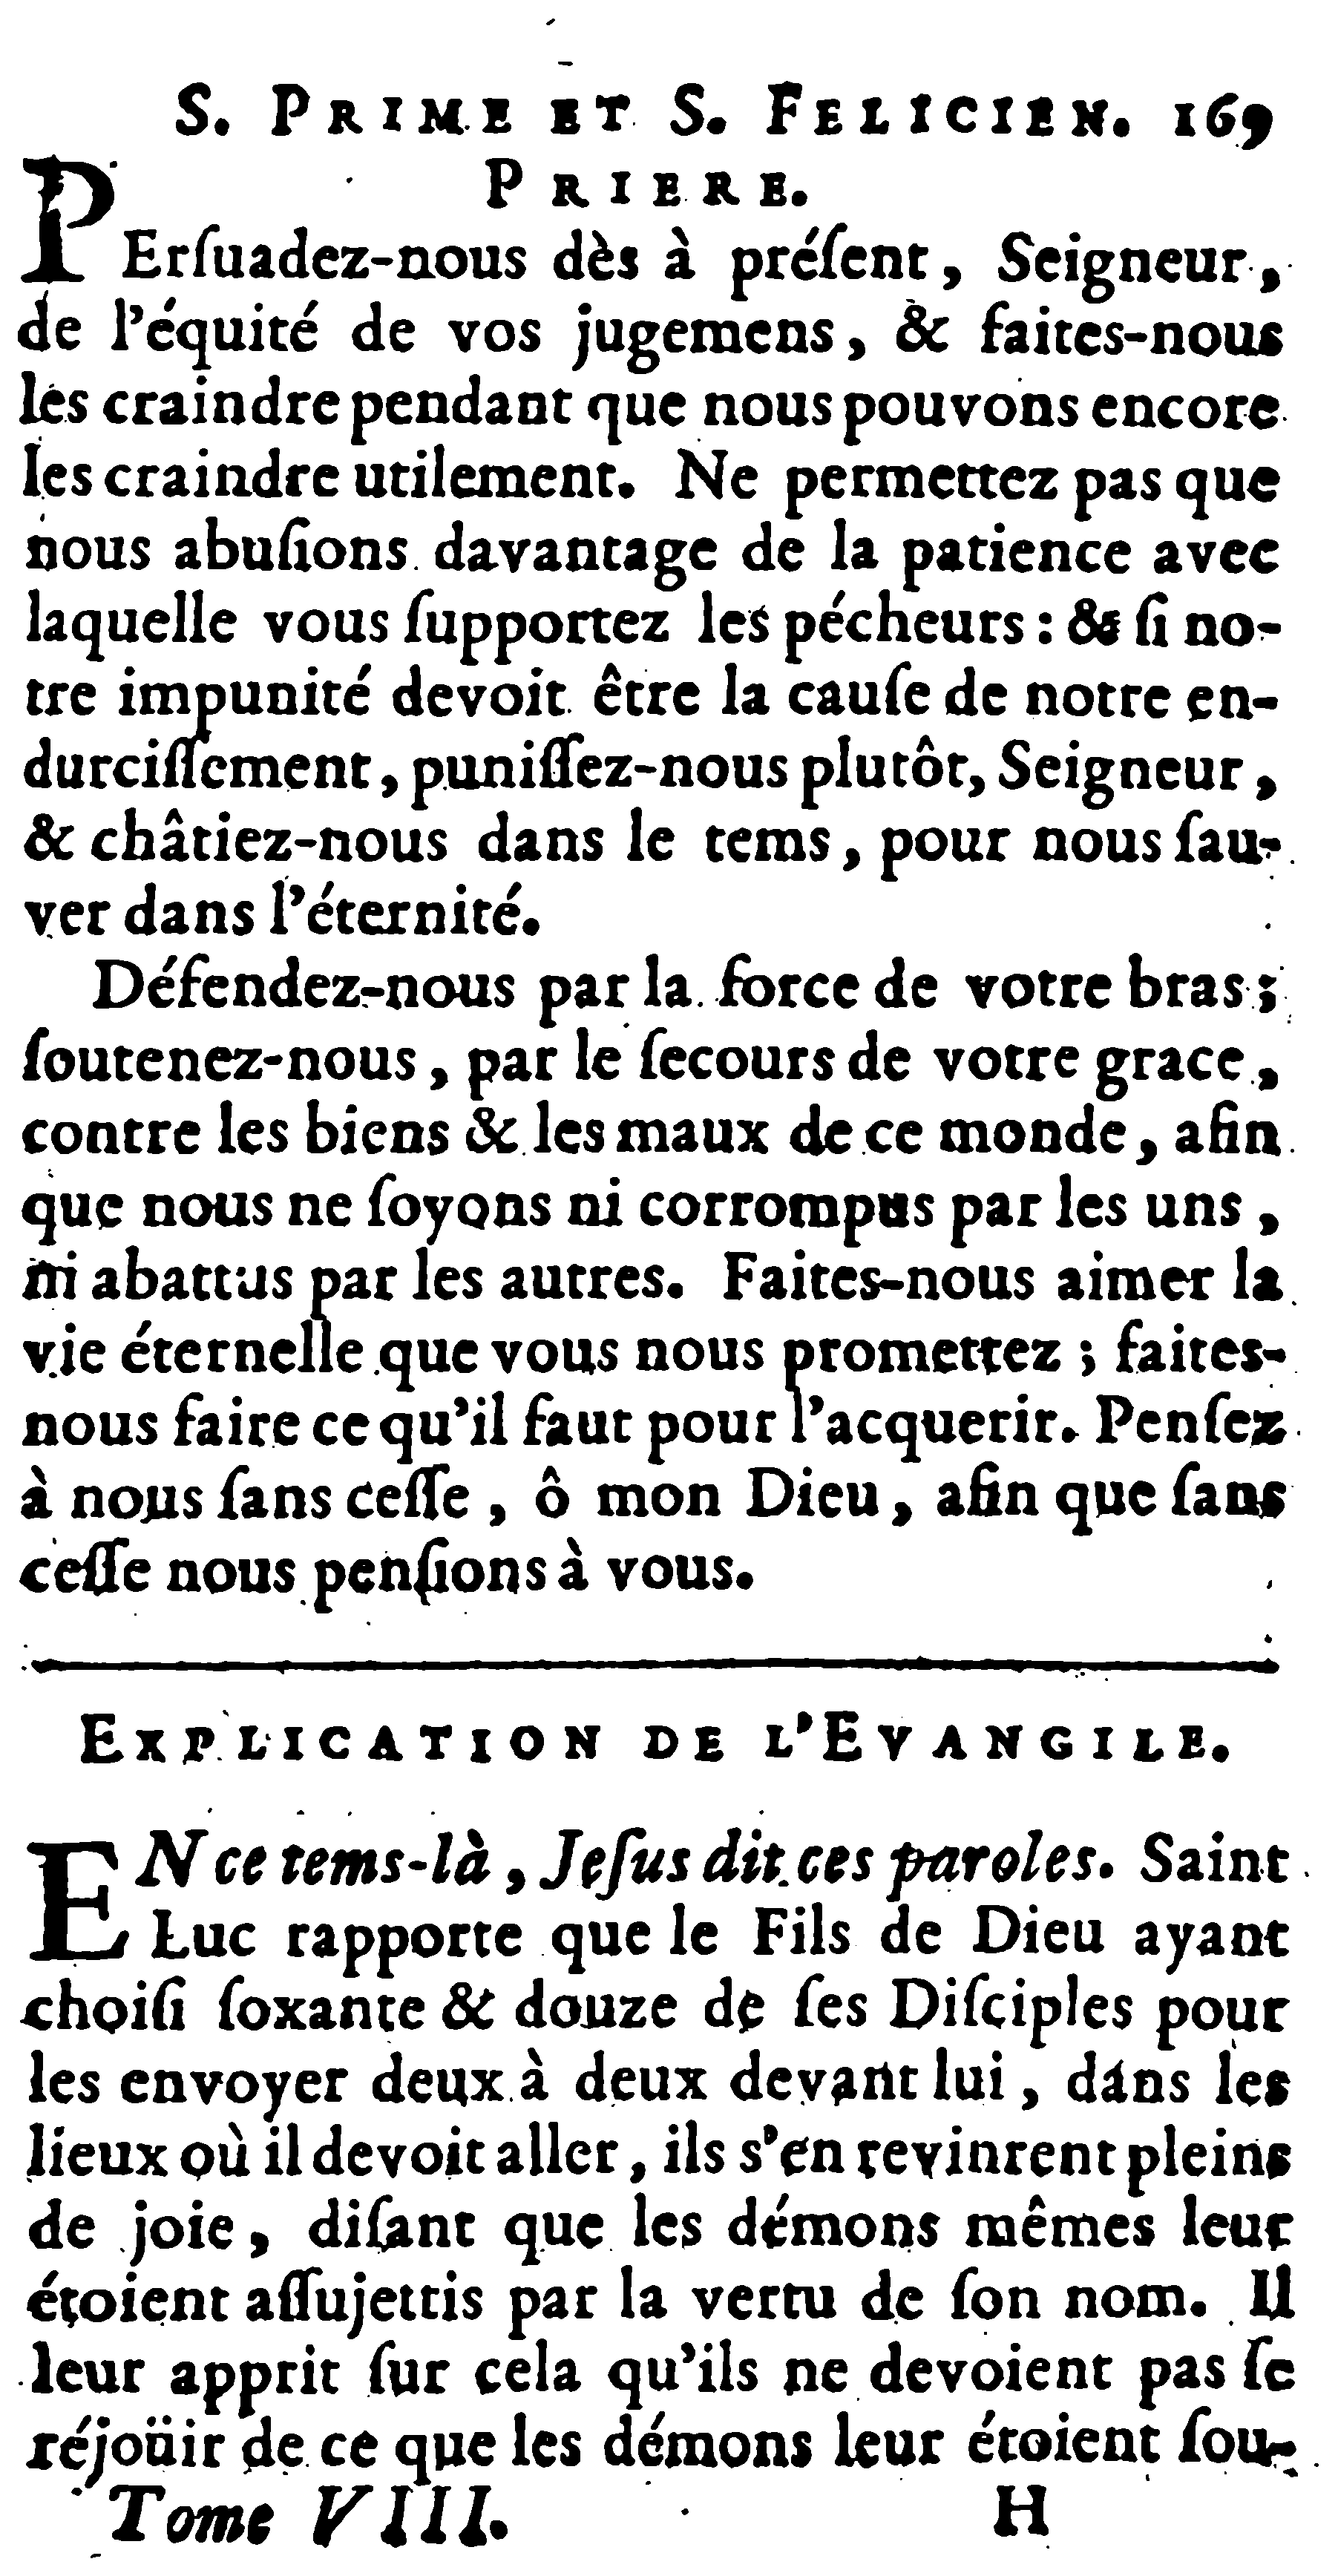 S. PRIME ET S. FELICIEN. 169
PRIERE.
PErſuadez-nous dès à préſent, Seigneur,
de l'équité de vos jugemens, & faites-nous
les craindre pendant que nous pouvons encore
les craindre utilement. Ne permettez pas que
nous abuſions davantage de la patience avec
laquelle vous ſupportez les pécheurs : & ſi no-
tre impunité devoit être la cauſe de notre en-
durciſſement, puniſſez-nous plutôt, Seigneur,
& châtiez-nous dans le tems, pour nous ſau-
ver dans l'éternité.
Défendez-nous par la force de votre bras ;
ſoutenez-nous, par le ſecours de votre grace,
contre les biens & les maux de ce monde, afin
que nous ne ſoyons ni corrompus par les uns,
ni abattus par les autres. Faites-nous aimer la
vie éternelle que vous nous promettez ; faites-
nous faire ce qu'il faut pour l'acquerir. Penſez
à nous ſans ceſſe, ô mon Dieu, afin que ſans
ceſſe nous penſions à vous.
EXPLICATION DE L'EVANGILE.
EN ce tems-là, Jeſus dit ces paroles. Saint
Luc rapporte que le Fils de Dieu ayant
choiſi ſoxante & douze de ſes Diſciples pour
les envoyer deux à deux devant lui, dans les
lieux où il devoit aller, ils s'en revinrent pleins
de joie, diſant que les démons mêmes leur
étoient aſſujettis par la vertu de ſon nom. Il
leur apprit ſur cela qu'ils ne devoient pas ſe
réjoüir de ce que les démons leur étoient ſou-
Tome VIII. H